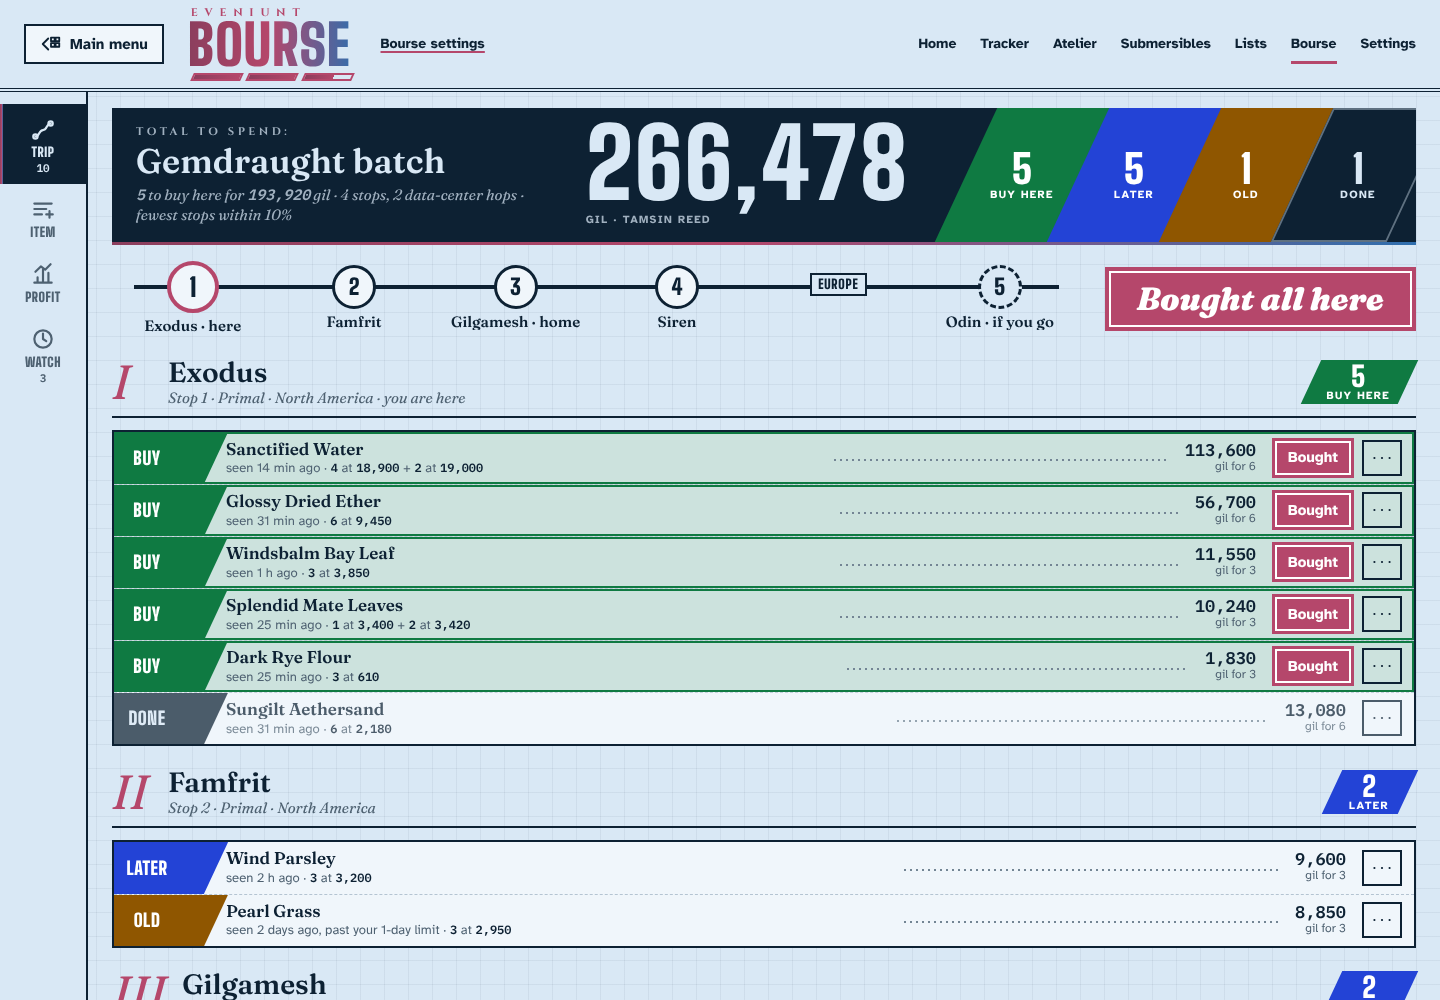 Main menu
EVENIUNT
BOURSE
Bourse settings
Home Tracker Atelier Submersibles Lists Bourse Settings
TRIP
10
ITEM
PROFIT
WATCH
3
TOTAL TO SPEND:
Gemdraught batch
5 to buy here for 193,920 gil · 4 stops, 2 data-center hops ·
fewest stops within 10%
266,478
GIL · TAMSIN REED
5
BUY HERE
5
LATER
1
OLD
1
DONE
1
Exodus · here
2
Famfrit
3
Gilgamesh · home
4
Siren
EUROPE
5
Odin · if you go
Bought all here
I
Exodus
Stop 1 · Primal · North America · you are here
5
BUY HERE
BUY
Sanctified Water
seen 14 min ago · 4 at 18,900 + 2 at 19,000
113,600
gil for 6
Bought
...
BUY
Glossy Dried Ether
seen 31 min ago · 6 at 9,450
56,700
gil for 6
Bought
...
BUY
Windsbalm Bay Leaf
seen 1 h ago · 3 at 3,850
11,550
gil for 3
Bought
...
BUY
Splendid Mate Leaves
seen 25 min ago · 1 at 3,400 + 2 at 3,420
10,240
gil for 3
Bought
...
BUY
Dark Rye Flour
seen 25 min ago · 3 at 610
1,830
gil for 3
Bought
...
DONE
Sungilt Aethersand
seen 31 min ago · 6 at 2,180
13,080
gil for 6
...
II
Famfrit
Stop 2 · Primal · North America
2
LATER
LATER
Wind Parsley
seen 2 h ago · 3 at 3,200
9,600
gil for 3
...
OLD
Pearl Grass
seen 2 days ago, past your 1-day limit · 3 at 2,950
8,850
gil for 3
...
III
Gilgamesh
2